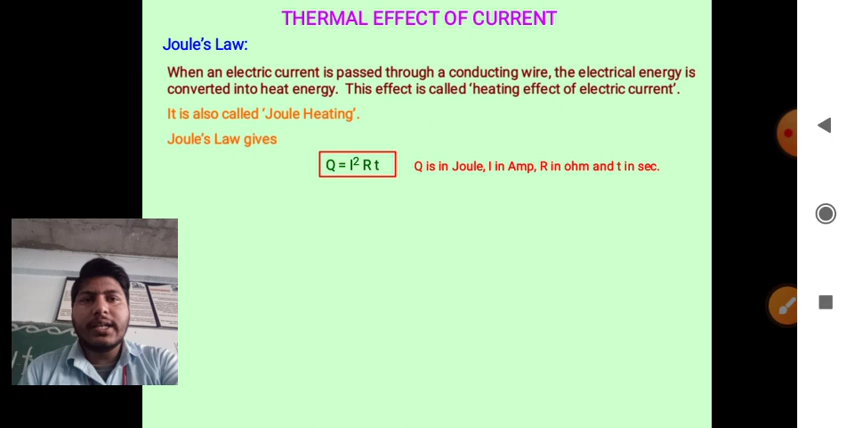 THERMAL EFFECT OF CURRENT
Joule’s Law:
When an electric current is passed through a conducting wire, the electrical energy is
converted into heat energy. This effect is called ‘heating effect of electric current’.
It is also called ‘Joule Heating’.
Joule’s Law gives
Q = I² R t Q is in Joule, I in Amp, R in ohm and t in sec.